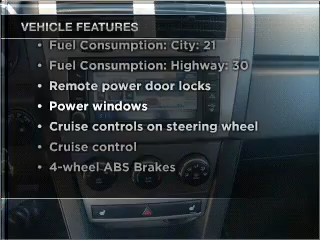 VEHICLE FEATURES
• Fuel Consumption: City: 21
• Fuel Consumption: Highway: 30
• Remote power door locks
• Power windows
• Cruise controls on steering wheel
• Cruise control
• 4-wheel ABS Brakes